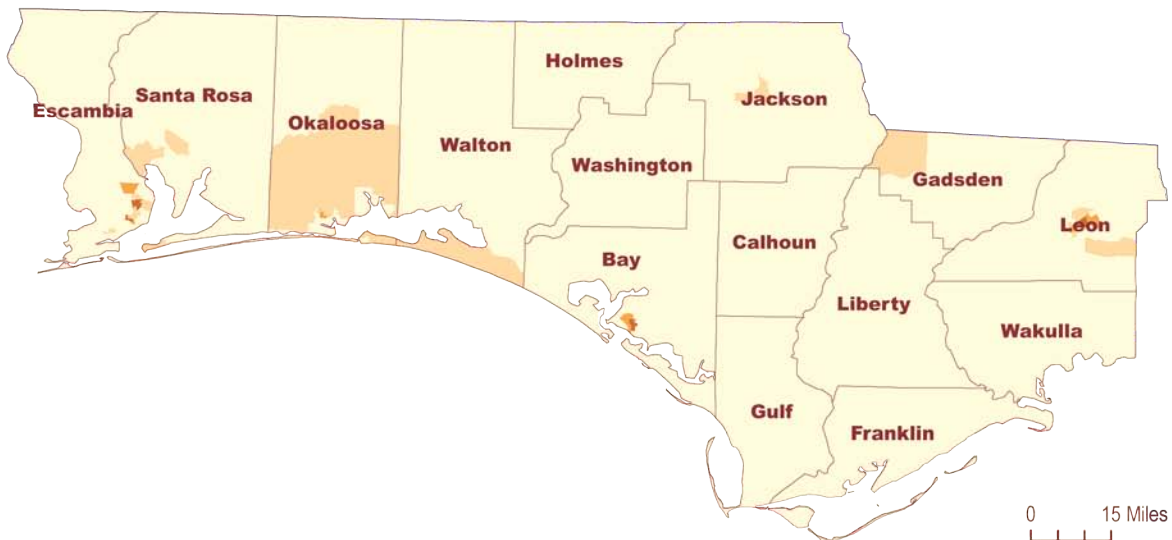 Holmes
Santa Rosa
Jackson
Escambia
Okaloosa
Walton
Washington
Gadsden
Leon
Calhoun
Bay
Liberty
Wakulla
Gulf
Franklin
0 15 Miles